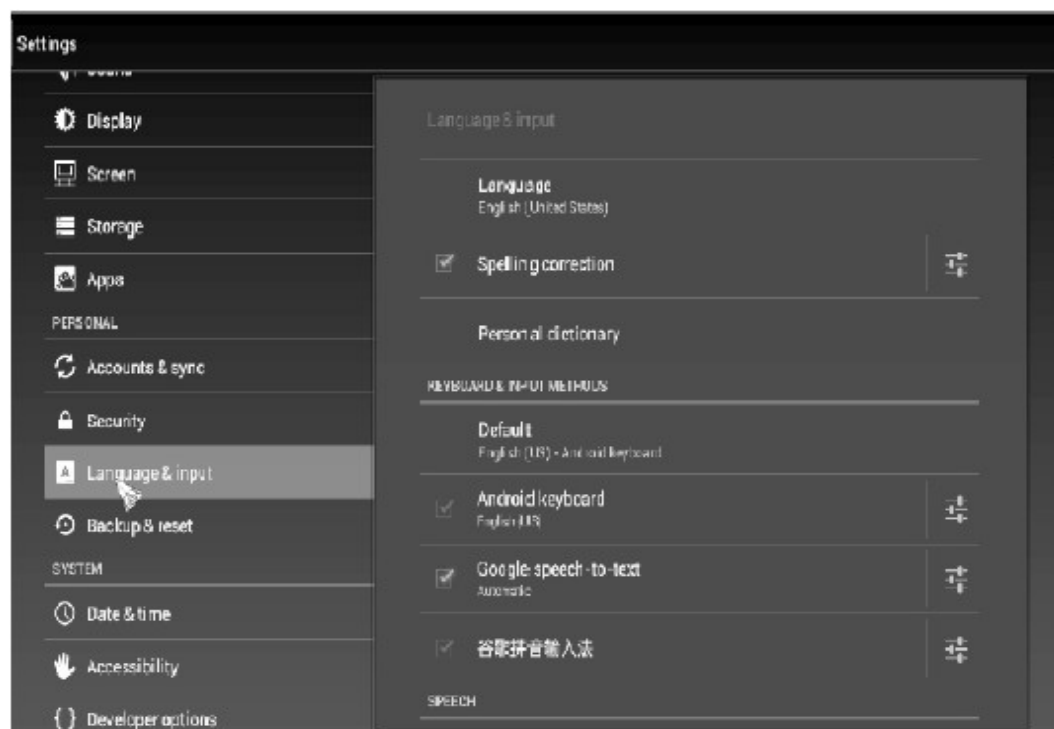 Settings
Sound
Display
Screen
Storage
Apps
PERSONAL
Accounts & sync
Security
Language & input
Backup & reset
SYSTEM
Date & time
Accessibility
{ } Developer options
Language & input
Language
English (United States)
Spelling correction
Personal dictionary
KEYBOARD & INPUT METHODS
Default
English (US) - Android keyboard
Android keyboard
English (US)
Google speech-to-text
Automatic
谷歌拼音输入法
SPEECH